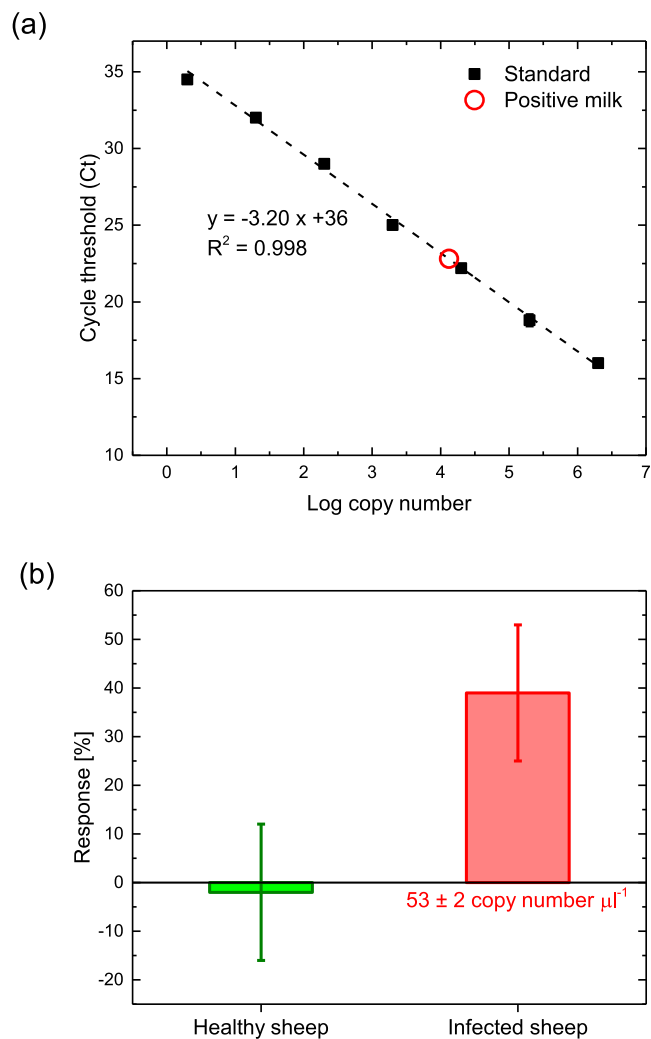 (a)
35
30
25
20
15
10
Cycle threshold (Ct)
Standard
Positive milk
y = -3.20 x +36
R² = 0.998
0 1 2 3 4 5 6 7
Log copy number
(b)
60
50
40
30
20
10
0
-10
-20
Response [%]
53 ± 2 copy number µl⁻¹
Healthy sheep Infected sheep